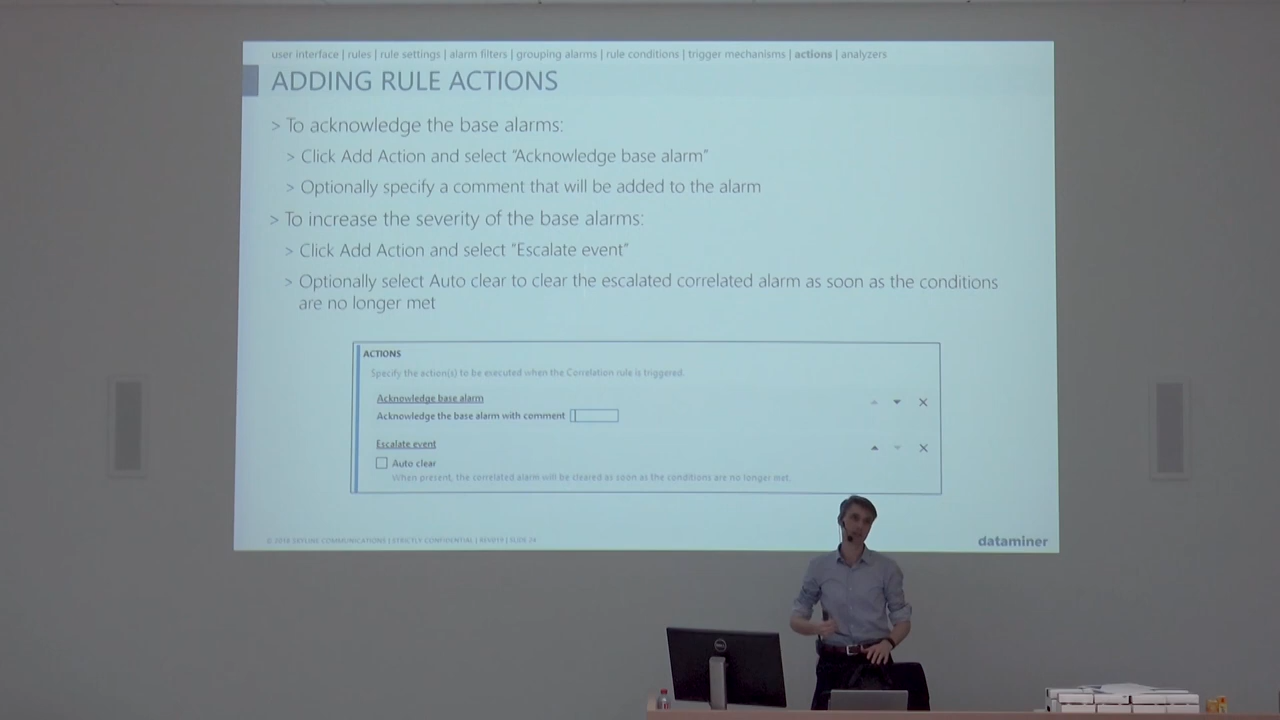 user interface | rules | rule settings | alarm filters | grouping alarms | rule conditions | trigger mechanisms | actions | analyzers
ADDING RULE ACTIONS
> To acknowledge the base alarms:
> Click Add Action and select "Acknowledge base alarm"
> Optionally specify a comment that will be added to the alarm
> To increase the severity of the base alarms:
> Click Add Action and select "Escalate event"
> Optionally select Auto clear to clear the escalated correlated alarm as soon as the conditions
are no longer met
ACTIONS
Specify the action(s) to be executed when the Correlation rule is triggered.
Acknowledge base alarm
Acknowledge the base alarm with comment
Escalate event
Auto clear
When present, the correlated alarm will be cleared as soon as the conditions are no longer met.
SKYLINE COMMUNICATIONS | STRICTLY CONFIDENTIAL |
dataminer
DELL